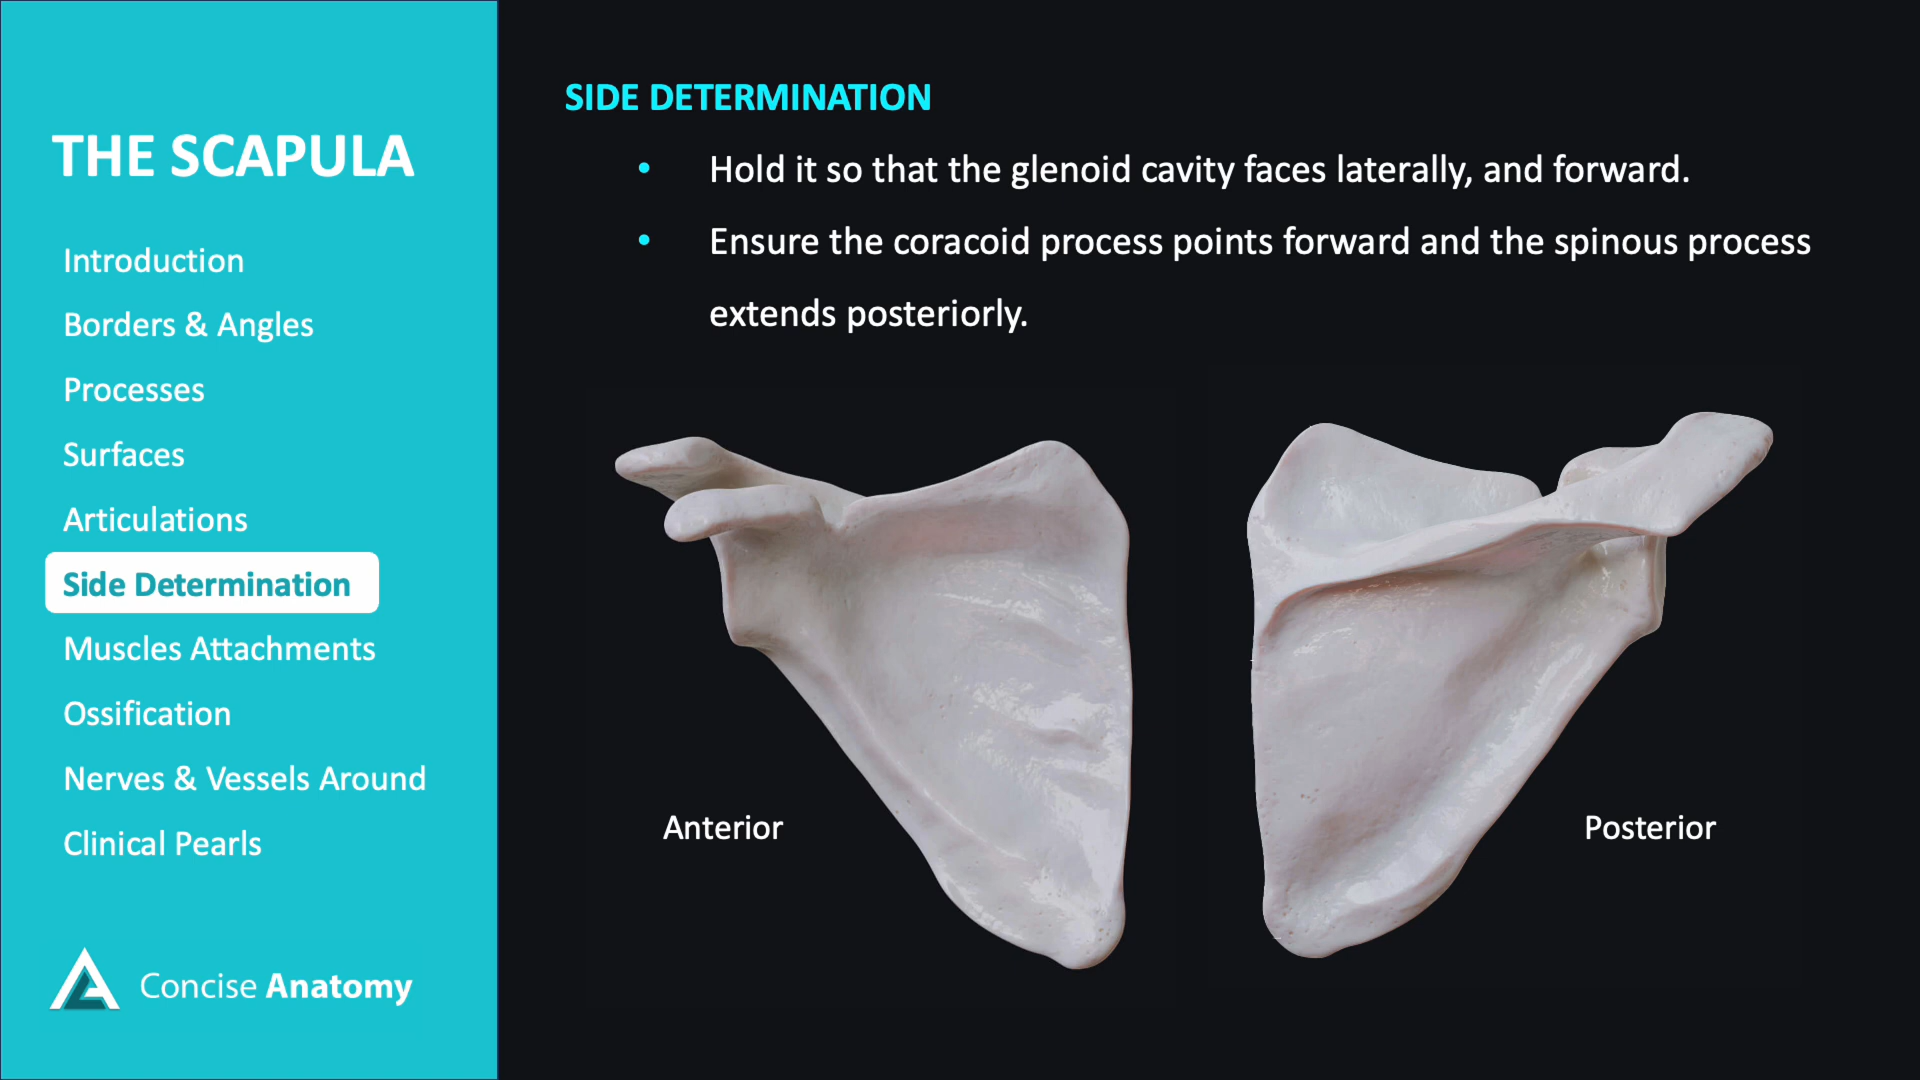 THE SCAPULA
Introduction
Borders & Angles
Processes
Surfaces
Articulations
Side Determination
Muscles Attachments
Ossification
Nerves & Vessels Around
Clinical Pearls
Concise Anatomy
SIDE DETERMINATION
• Hold it so that the glenoid cavity faces laterally, and forward.
• Ensure the coracoid process points forward and the spinous process
extends posteriorly.
Anterior
Posterior